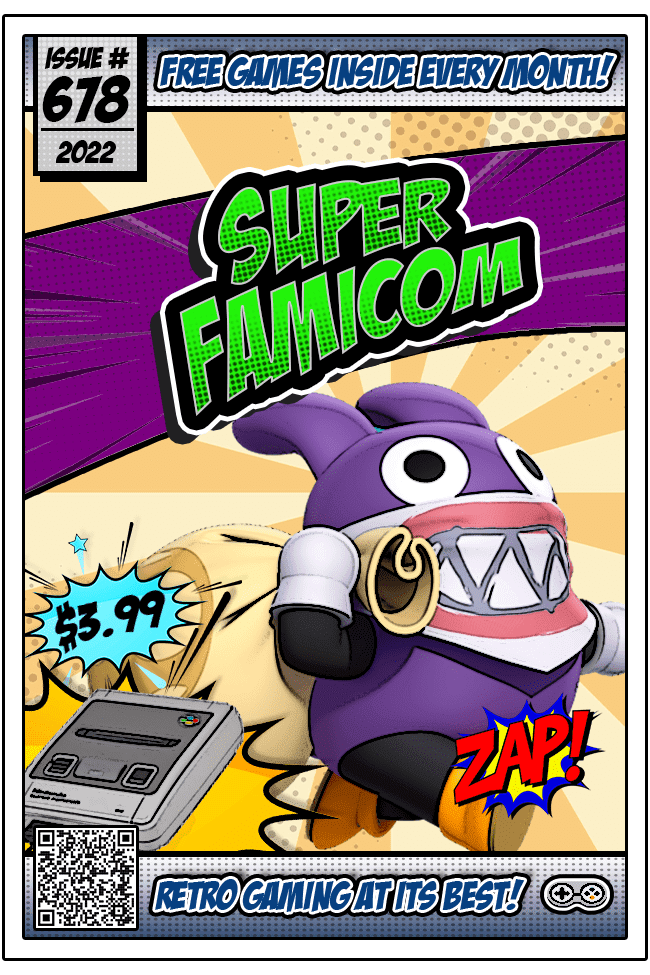 ISSUE #
678
2022
FREE GAMES INSIDE EVERY MONTH!
SUPER
FAMICOM
$3.99
ZAP!
RETRO GAMING AT ITS BEST!